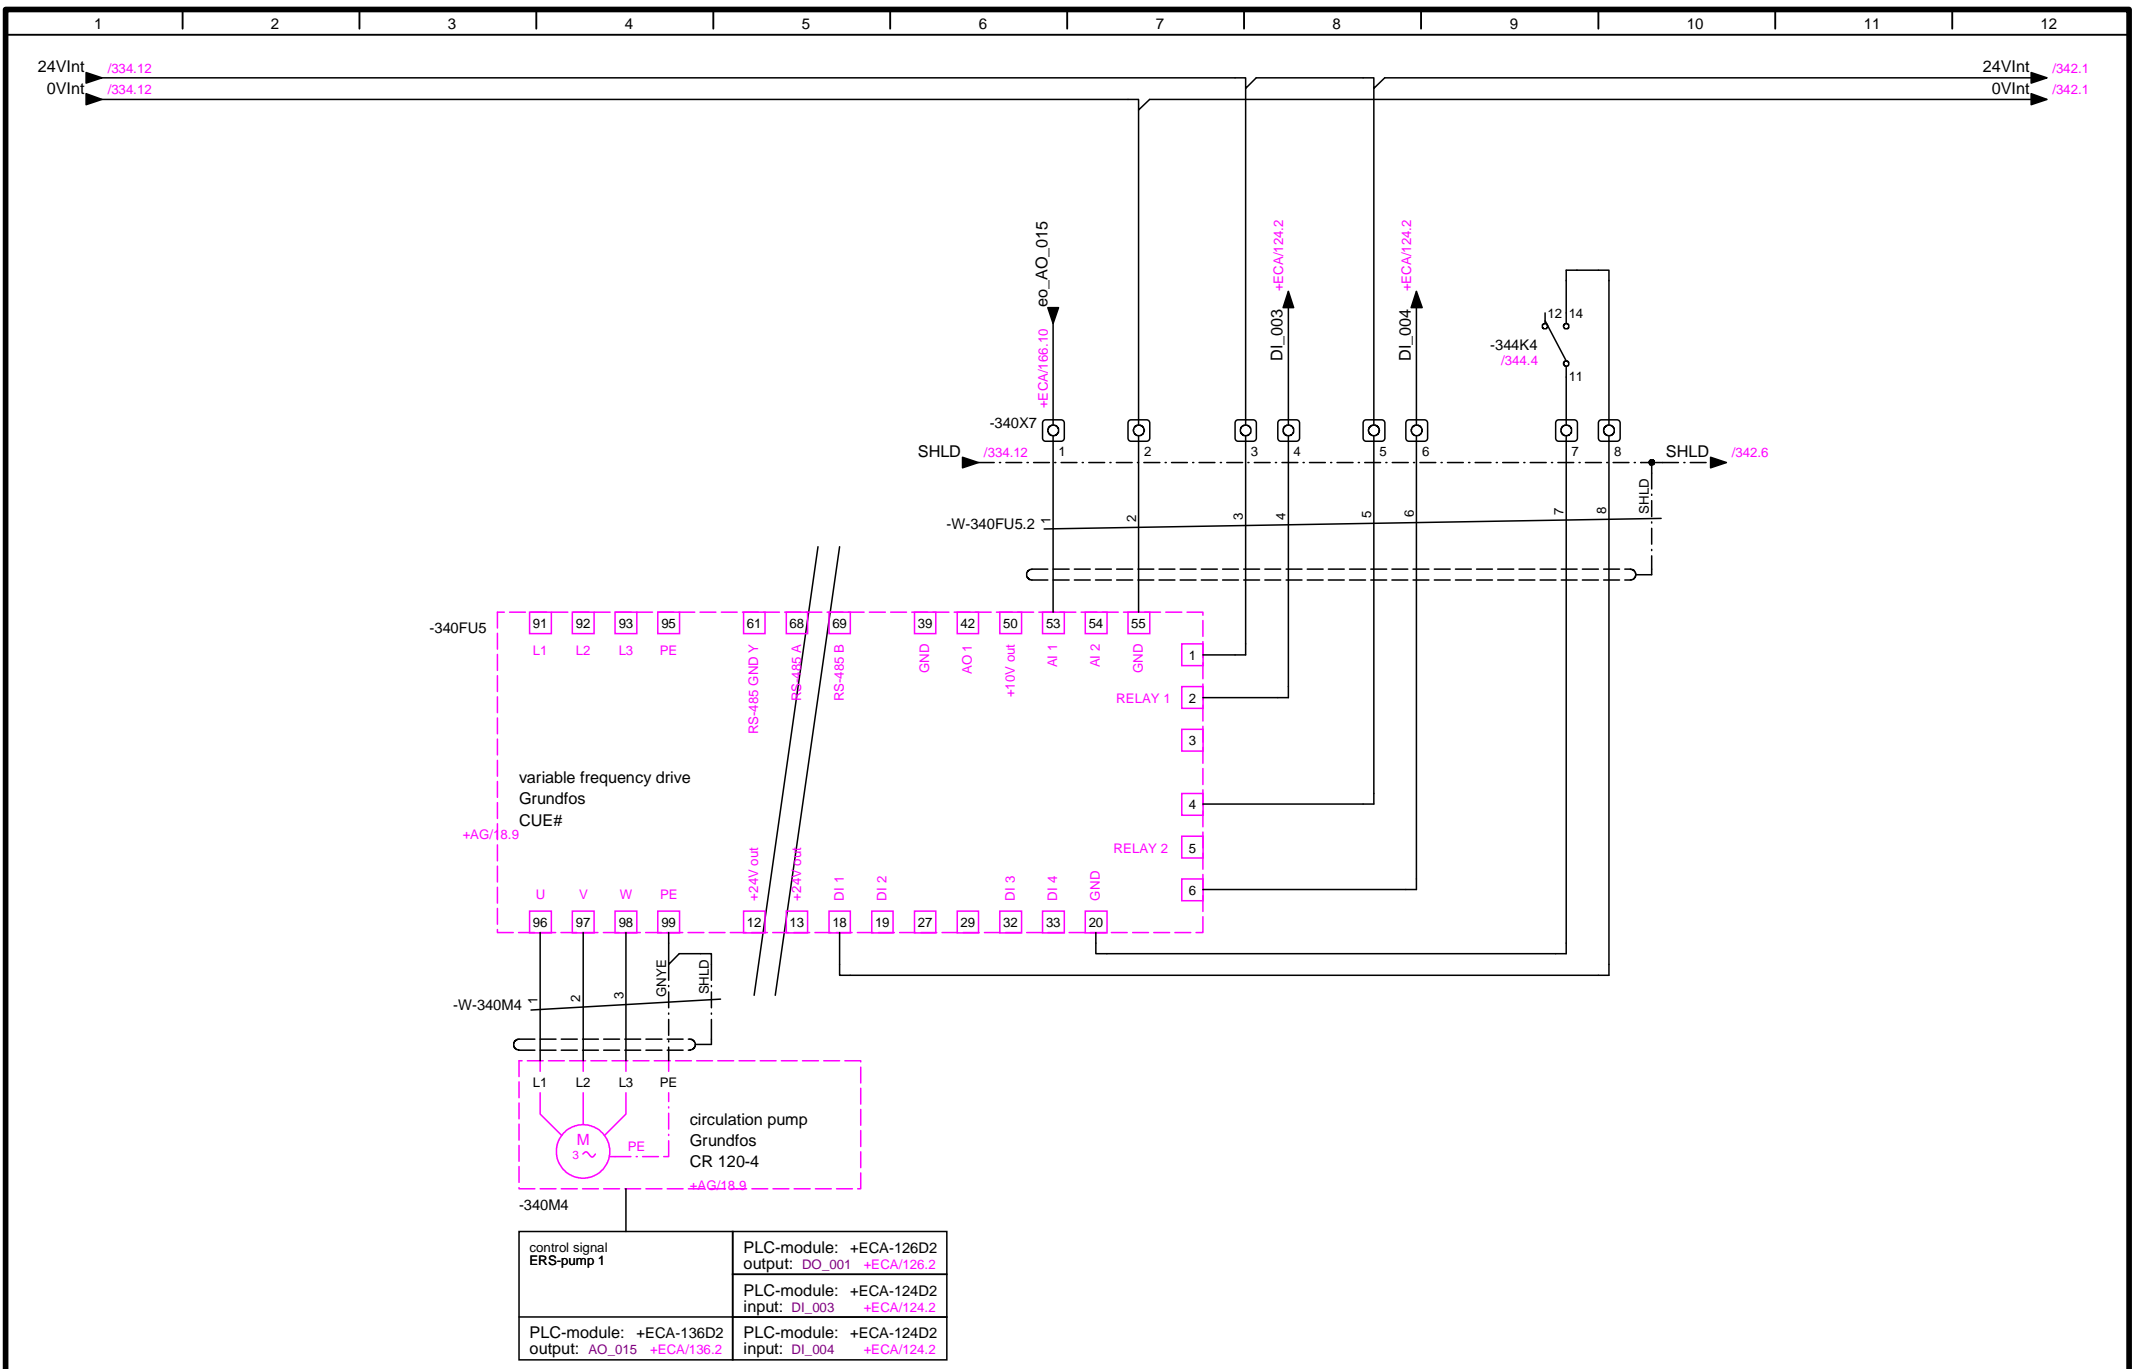 1 2 3 4 5 6 7 8 9 10 11 12
24VInt /334.12
0VInt /334.12
24VInt /342.1
0VInt /342.1
eo_AO_015
+ECA/166.10
+ECA/124.2
DI_003
+ECA/124.2
DI_004
12 14
-344K4
/344.4
11
-340X7
1 2 3 4 5 6 7 8
SHLD /334.12
SHLD /342.6
SHLD
-W-340FU5.2 1 2 3 4 5 6 7 8
-340FU5
91 92 93 95 61 68 69 39 42 50 53 54 55
L1 L2 L3 PE RS-485 GND Y RS-485 A RS-485 B GND AO 1 +10V out AI 1 AI 2 GND
1
RELAY 1 2
3
variable frequency drive
Grundfos
CUE#
+AG/18.9
4
RELAY 2 5
6
U V W PE +24V out +24V out DI 1 DI 2 DI 3 DI 4 GND
96 97 98 99 12 13 18 19 27 29 32 33 20
GNYE SHLD
-W-340M4 1 2 3
L1 L2 L3 PE
M
3
PE
circulation pump
Grundfos
CR 120-4
+AG/18.9
-340M4
control signal
ERS-pump 1
PLC-module: +ECA-126D2
output: DO_001 +ECA/126.2
PLC-module: +ECA-124D2
input: DI_003 +ECA/124.2
PLC-module: +ECA-136D2
output: AO_015 +ECA/136.2
PLC-module: +ECA-124D2
input: DI_004 +ECA/124.2